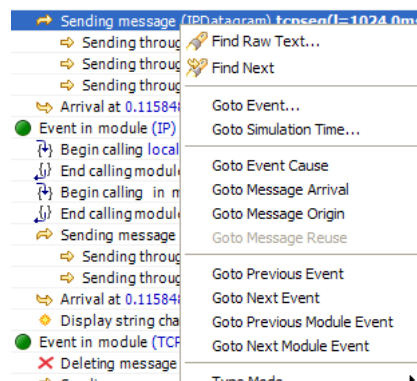 Sending message (IPDatagram) tcpseg(l=1024,0ms
Sending throug
Find Raw Text...
Sending throug
Find Next
Sending throug
Arrival at 0.115848
Goto Event...
Event in module (IP)
Goto Simulation Time...
Begin calling local
End calling module
Goto Event Cause
Begin calling in m
Goto Message Arrival
End calling module
Goto Message Origin
Sending message
Goto Message Reuse
Sending throug
Sending throug
Goto Previous Event
Arrival at 0.115848
Goto Next Event
Display string cha
Goto Previous Module Event
Event in module (TCP
Goto Next Module Event
Deleting message